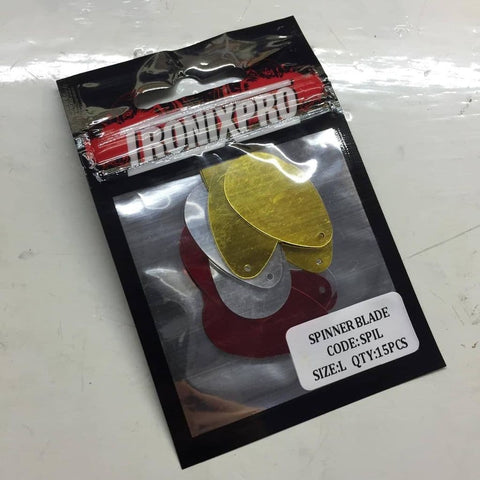 TRONIXPRO
SPINNER BLADE
CODE: SPIL
SIZE:L QTY:15PCS